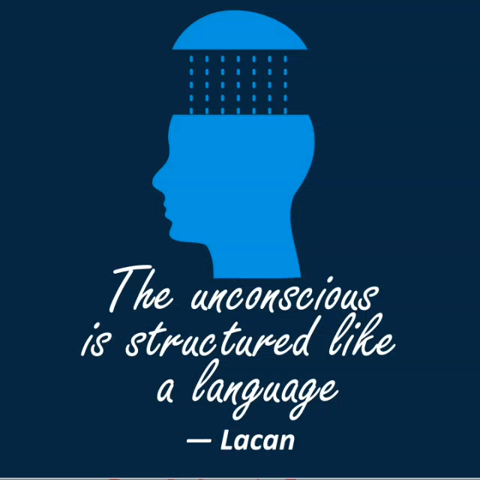 The unconscious
is structured like
a language
— Lacan